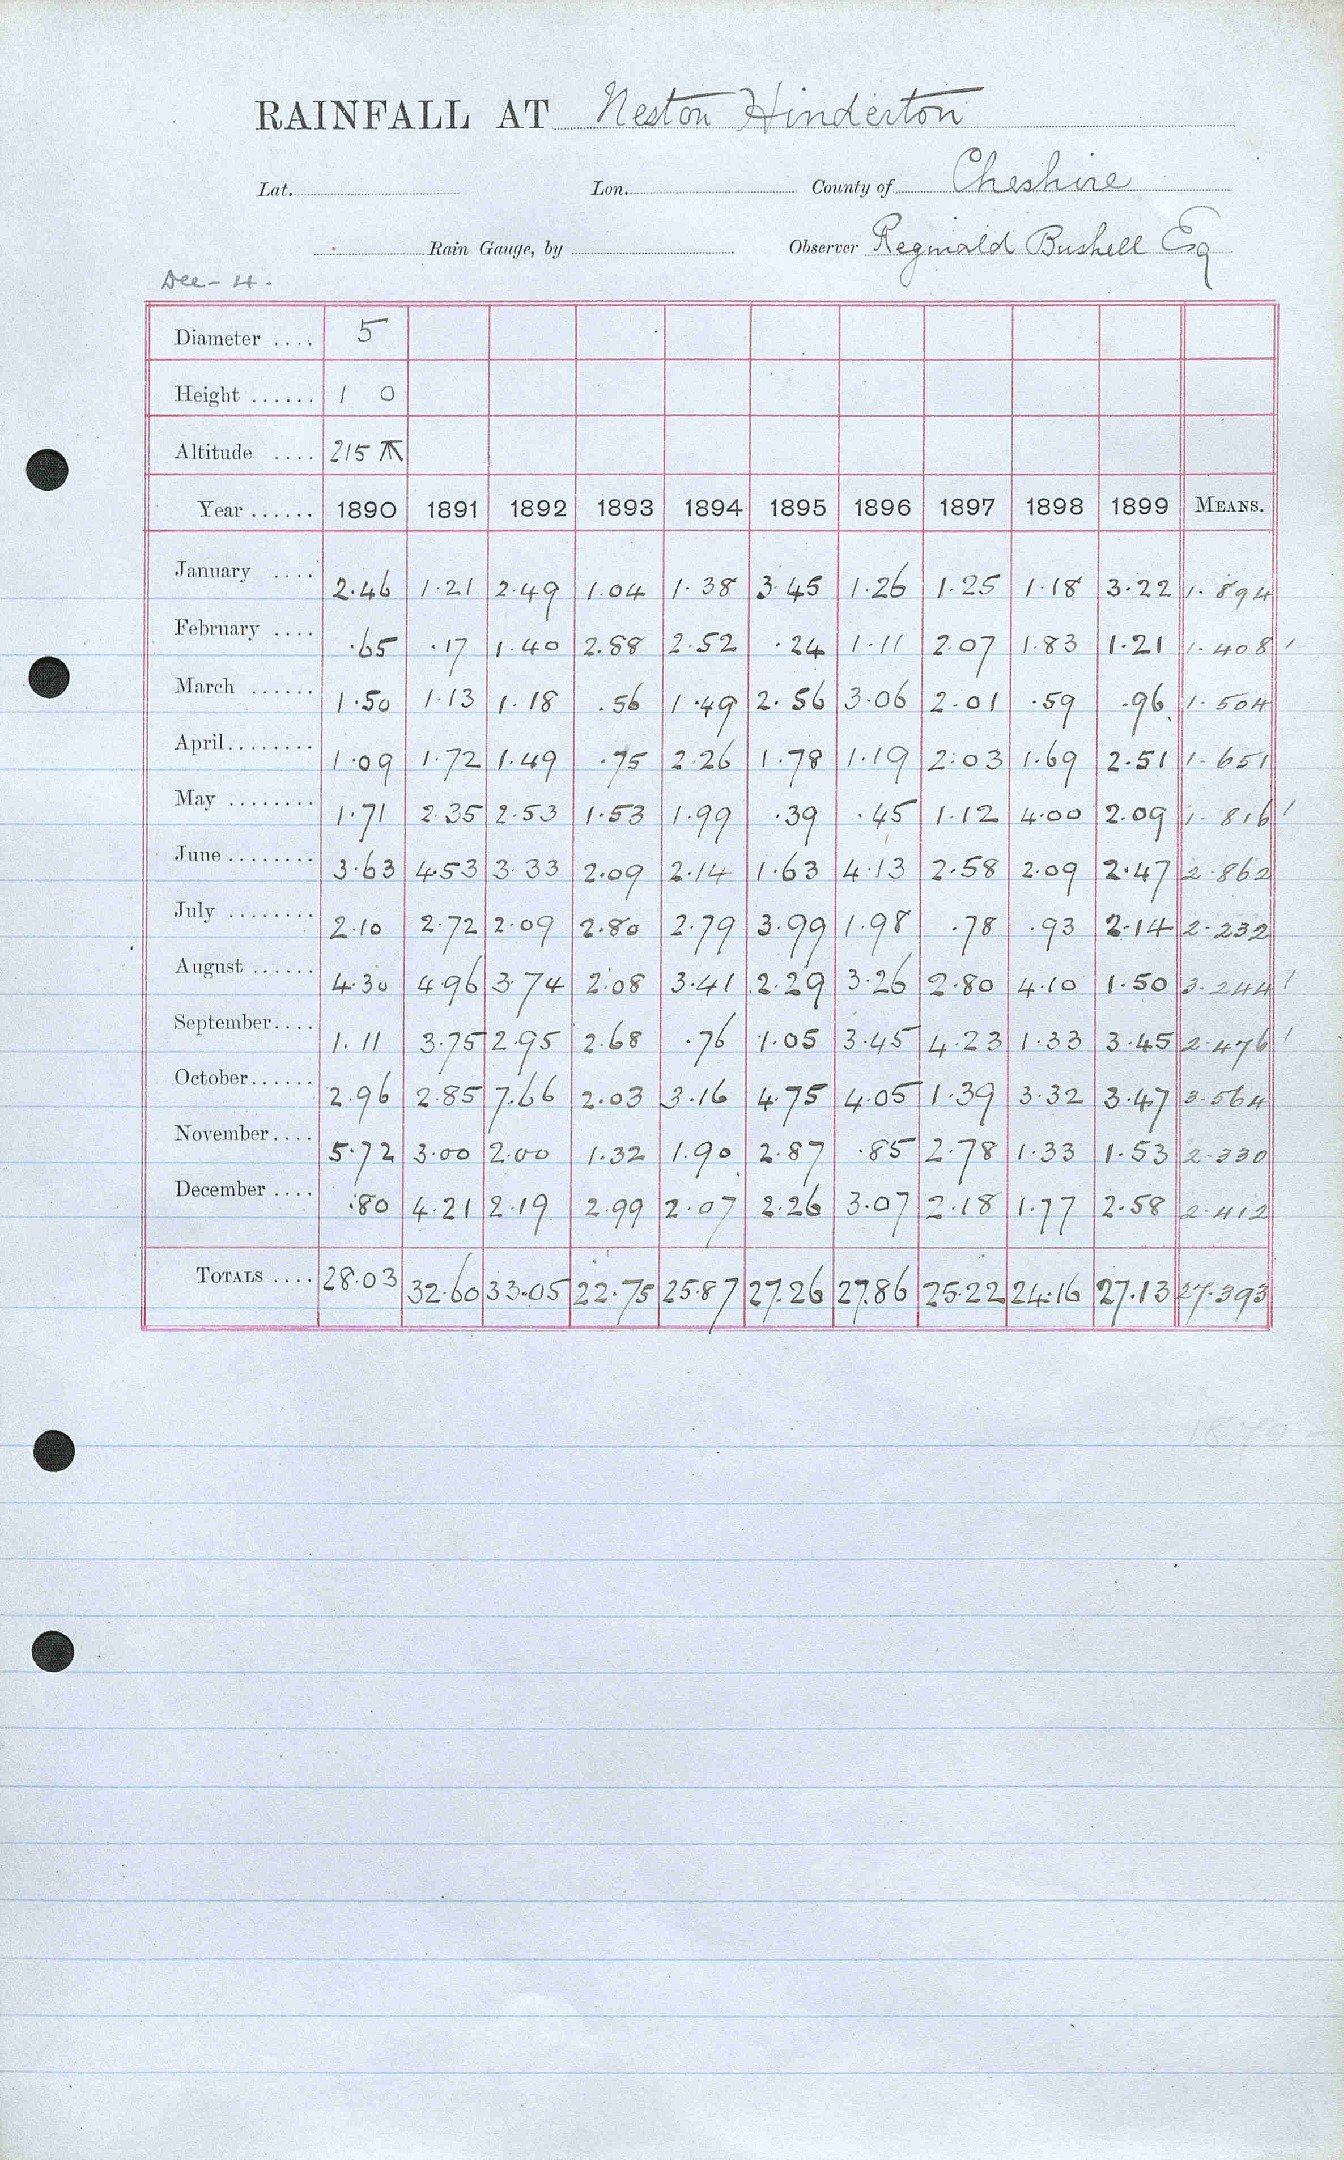 RAINFALL AT Neston Hinderton
Lat. Lon. County of Cheshire
Rain Gauge, by Observer Reginald Bushell Esq
Dee - 4.
Diameter .... 5
Height ...... 1 0
Altitude .... 215
Year ...... 1890 1891 1892 1893 1894 1895 1896 1897 1898 1899 MEANS.
January .... 2.46 1.21 2.49 1.04 1.38 3.45 1.26 1.25 1.18 3.22 1.894
February .... .65 .17 1.40 2.88 2.52 .24 1.11 2.07 1.83 1.21 1.408
March ...... 1.50 1.13 1.18 .56 1.49 2.56 3.06 2.01 .59 .96 1.504
April........ 1.09 1.72 1.49 .75 2.26 1.78 1.19 2.03 1.69 2.51 1.651
May ........ 1.71 2.35 2.53 1.53 1.99 .39 .45 1.12 4.00 2.09 1.816
June ........ 3.63 4.53 3.33 2.09 2.14 1.63 4.13 2.58 2.09 2.47 2.862
July ........ 2.10 2.72 2.09 2.80 2.79 3.99 1.98 .78 .93 2.14 2.232
August ...... 4.30 4.96 3.74 2.08 3.41 2.29 3.26 2.80 4.10 1.50 3.244
September.... 1.11 3.75 2.95 2.68 .76 1.05 3.45 4.23 1.33 3.45 2.476
October...... 2.96 2.85 7.66 2.03 3.16 4.75 4.05 1.39 3.32 3.47 3.564
November.... 5.72 3.00 2.00 1.32 1.90 2.87 .85 2.78 1.33 1.53 2.330
December .... .80 4.21 2.19 2.99 2.07 2.26 3.07 2.18 1.77 2.58 2.412
TOTALS .... 28.03 32.60 33.05 22.75 25.87 27.26 27.86 25.22 24.16 27.13 27.393